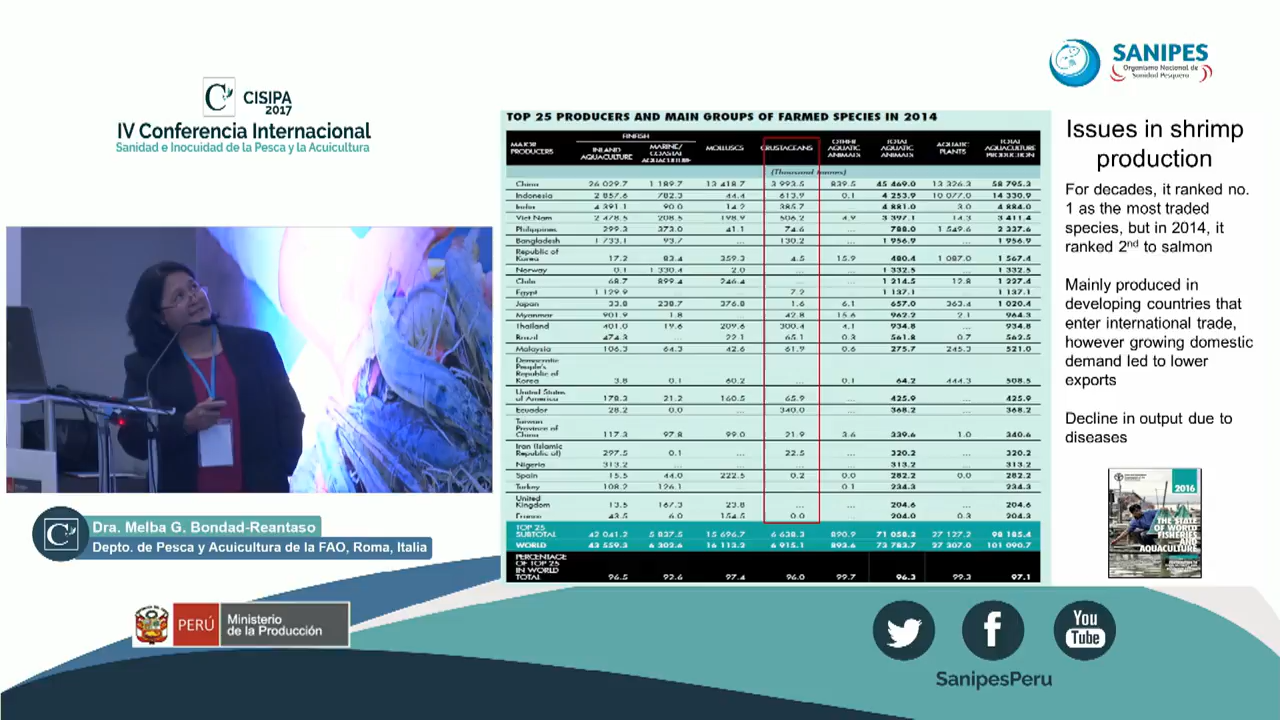 CISIPA
2017
IV Conferencia Internacional
Sanidad e Inocuidad de la Pesca y la Acuicultura
SANIPES
Organismo Nacional de
Sanidad Pesquera
TOP 25 PRODUCERS AND MAIN GROUPS OF FARMED SPECIES IN 2014
MAJOR PRODUCERS
FINFISH
INLAND AQUACULTURE
MARINE/COASTAL AQUACULTURE
MOLLUSCS
CRUSTACEANS
OTHER AQUATIC ANIMALS
TOTAL AQUATIC ANIMALS
AQUATIC PLANTS
TOTAL AQUACULTURE PRODUCTION
(Thousand tonnes)
China 26 029.7 1 189.7 13 418.7 3 993.5 839.5 45 469.0 13 326.3 58 795.3
Indonesia 2 857.6 782.3 44.4 613.9 0.1 4 253.9 10 077.0 14 330.9
India 4 391.1 90.0 14.2 385.7 ... 4 881.0 3.0 4 884.0
Viet Nam 2 478.5 208.5 198.9 506.2 4.9 3 397.1 14.3 3 411.4
Philippines 299.3 373.0 41.1 74.6 ... 788.0 1 549.6 2 337.6
Bangladesh 1 733.1 93.7 ... 130.2 ... 1 956.9 ... 1 956.9
Republic of Korea 17.2 83.4 359.3 4.5 15.9 480.4 1 087.0 1 567.4
Norway 0.1 1 330.4 2.0 ... ... 1 332.5 ... 1 332.5
Chile 68.7 899.4 246.4 ... ... 1 214.5 12.8 1 227.4
Egypt 1 129.9 ... ... 7.2 ... 1 137.1 ... 1 137.1
Japan 33.8 238.7 376.8 1.6 6.1 657.0 363.4 1 020.4
Myanmar 901.9 1.8 ... 42.8 15.6 962.2 2.1 964.3
Thailand 401.0 19.6 209.6 300.4 4.1 934.8 ... 934.8
Brazil 474.3 ... 22.1 65.1 0.3 561.8 0.7 562.5
Malaysia 106.3 64.3 42.6 61.9 0.6 275.7 245.3 521.0
Democratic People's Republic of Korea 3.8 0.1 60.2 ... 0.1 64.2 444.3 508.5
United States of America 178.3 21.2 160.5 65.9 ... 425.9 ... 425.9
Ecuador 28.2 0.0 ... 340.0 ... 368.2 ... 368.2
Taiwan Province of China 117.3 97.8 99.0 21.9 3.6 339.6 1.0 340.6
Iran (Islamic Republic of) 297.5 0.1 ... 22.5 ... 320.2 ... 320.2
Nigeria 313.2 ... ... ... ... 313.2 ... 313.2
Spain 15.5 44.0 222.5 0.2 0.0 282.2 0.0 282.2
Turkey 108.2 126.1 ... ... 0.1 234.3 ... 234.3
United Kingdom 13.5 167.3 23.8 ... ... 204.6 ... 204.6
France 43.5 6.0 154.5 0.0 ... 204.0 0.3 204.3
TOP 25 SUBTOTAL 42 041.2 5 837.5 15 696.7 6 638.3 890.9 71 058.2 27 127.2 98 185.4
WORLD 43 559.3 6 302.6 16 113.2 6 915.1 893.6 73 783.7 27 307.0 101 090.7
PERCENTAGE OF TOP 25 IN WORLD TOTAL 96.5 92.6 97.4 96.0 99.7 96.3 99.3 97.1
Issues in shrimp
production
For decades, it ranked no.
1 as the most traded
species, but in 2014, it
ranked 2nd to salmon
Mainly produced in
developing countries that
enter international trade,
however growing domestic
demand led to lower
exports
Decline in output due to
diseases
2016
THE STATE
OF WORLD
FISHERIES
AND
AQUACULTURE
Dra. Melba G. Bondad-Reantaso
Depto. de Pesca y Acuicultura de la FAO, Roma, Italia
PERÚ
Ministerio
de la Producción
You
Tube
SanipesPeru